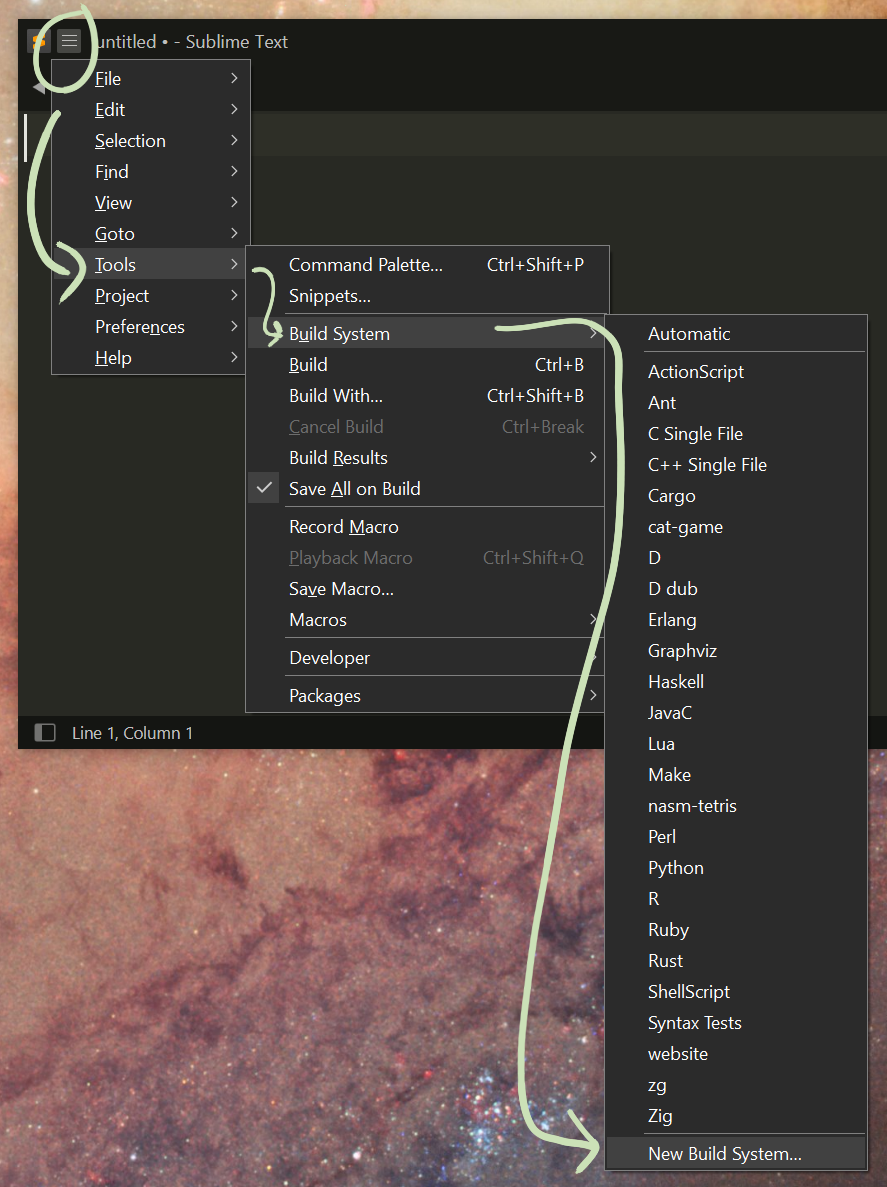 untitled • - Sublime Text
File
Edit
Selection
Find
View
Goto
Tools
Project
Preferences
Help
Command Palette... Ctrl+Shift+P
Snippets...
Build System
Build Ctrl+B
Build With... Ctrl+Shift+B
Cancel Build Ctrl+Break
Build Results
Save All on Build
Record Macro
Playback Macro Ctrl+Shift+Q
Save Macro...
Macros
Developer
Packages
Automatic
ActionScript
Ant
C Single File
C++ Single File
Cargo
cat-game
D
D dub
Erlang
Graphviz
Haskell
JavaC
Lua
Make
nasm-tetris
Perl
Python
R
Ruby
Rust
ShellScript
Syntax Tests
website
zg
Zig
New Build System...
Line 1, Column 1